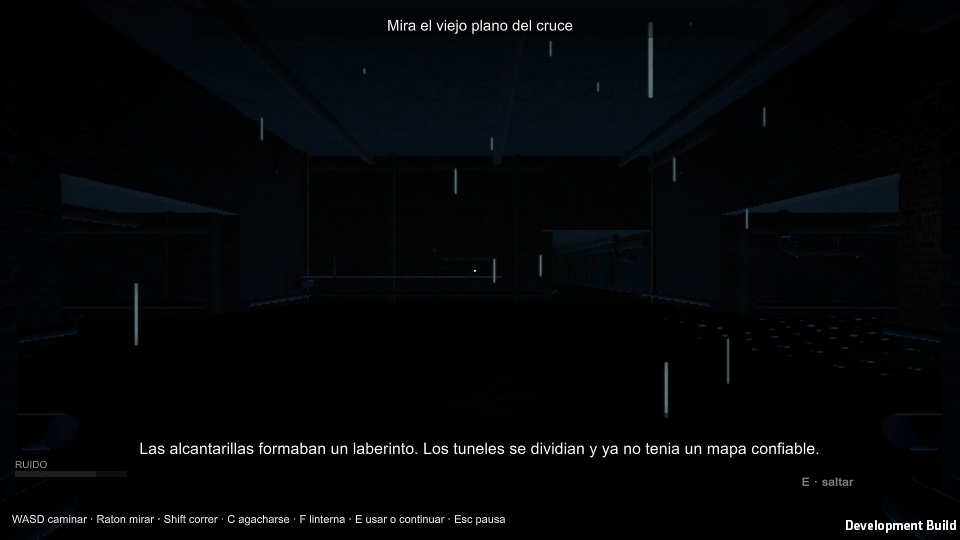 Mira el viejo plano del cruce
Las alcantarillas formaban un laberinto. Los tuneles se dividian y ya no tenia un mapa confiable.
RUIDO
E · saltar
WASD caminar · Raton mirar · Shift correr · C agacharse · F linterna · E usar o continuar · Esc pausa
Development Build